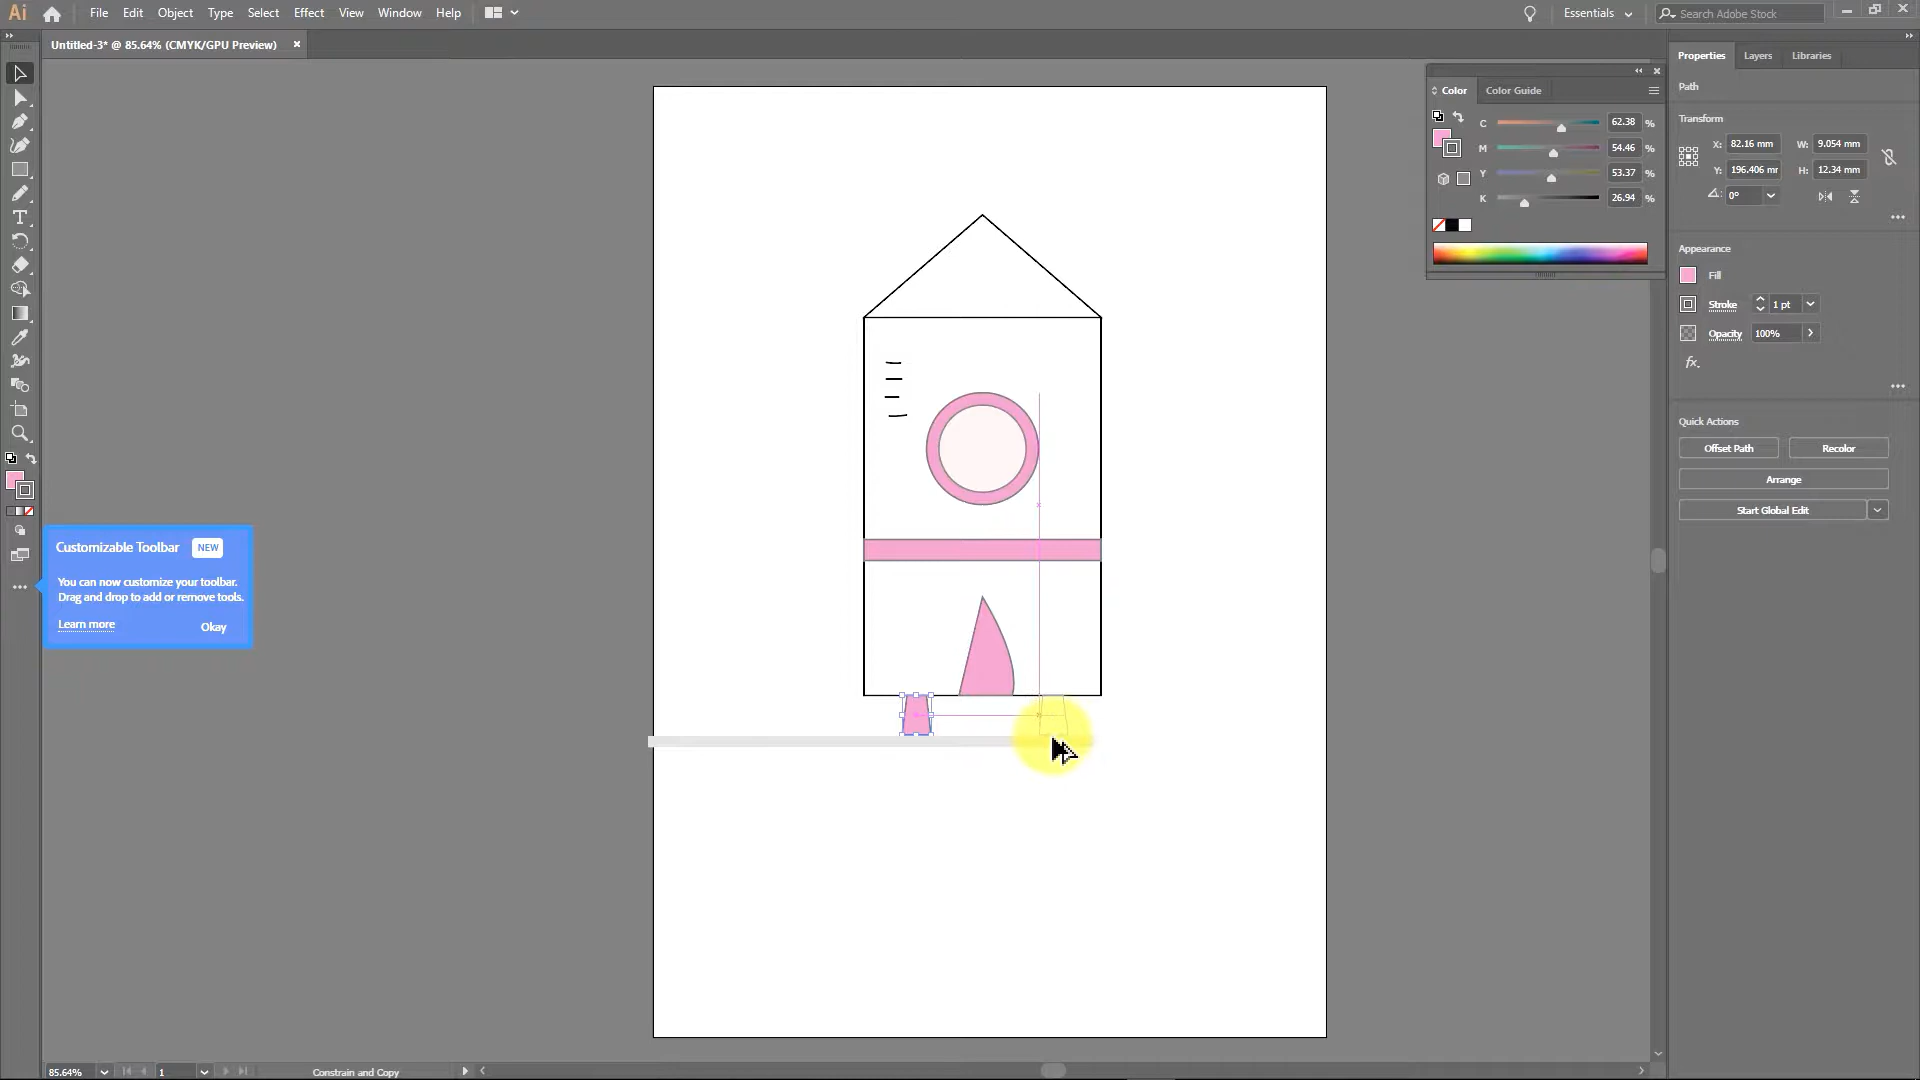 Ai File Edit Object Type Select Effect View Window Help Essentials Search Adobe Stock
Untitled-3* @ 85.64% (CMYK/GPU Preview)
Properties Layers Libraries
Path
Transform
X: 82.16 mm W: 9.054 mm
Y: 196.406 mr H: 12.34 mm
0°
Appearance
Fill
Stroke 1 pt
Opacity 100%
fx.
Quick Actions
Offset Path Recolor
Arrange
Start Global Edit
Color Color Guide
C 62.38 %
M 54.46 %
Y 53.37 %
K 26.94 %
Customizable Toolbar NEW
You can now customize your toolbar.
Drag and drop to add or remove tools.
Learn more Okay
85.64% 1 Constrain and Copy